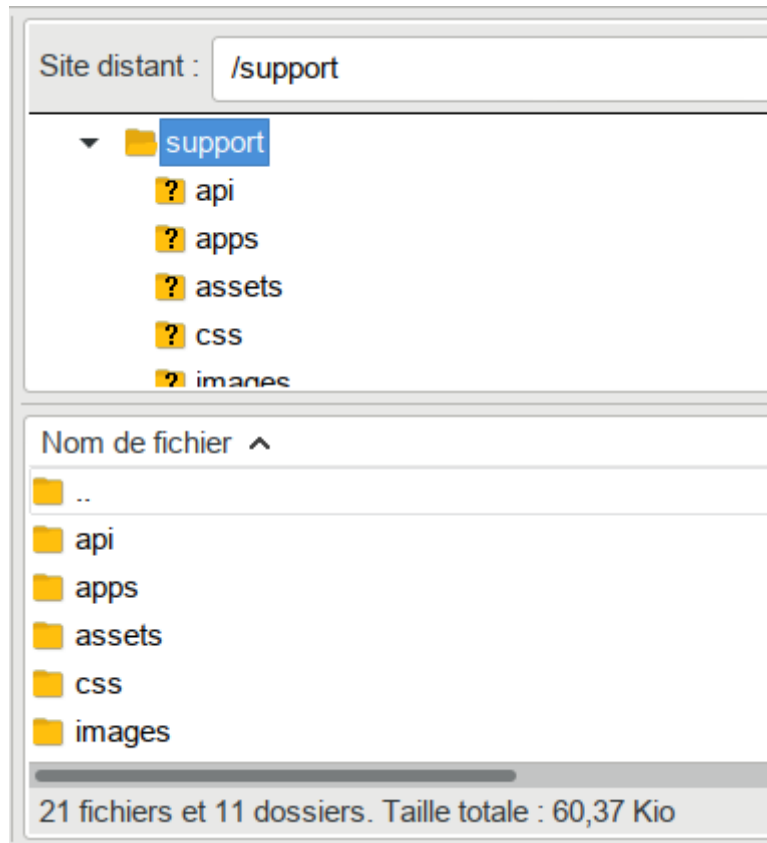 Site distant : /support
support
api
apps
assets
css
images
Nom de fichier
..
api
apps
assets
css
images
21 fichiers et 11 dossiers. Taille totale : 60,37 Kio